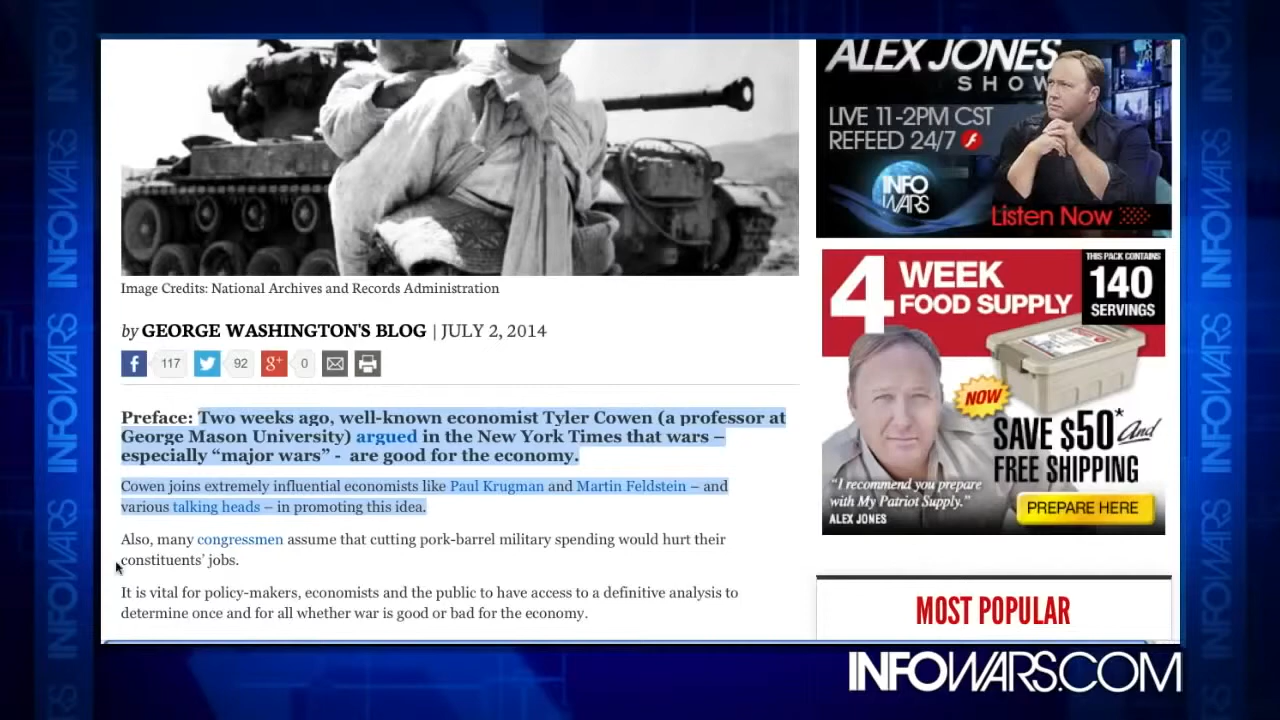 Image Credits: National Archives and Records Administration
by GEORGE WASHINGTON'S BLOG | JULY 2, 2014
117
92
g+
0
Preface: Two weeks ago, well-known economist Tyler Cowen (a professor at
George Mason University) argued in the New York Times that wars –
especially “major wars” - are good for the economy.
Cowen joins extremely influential economists like Paul Krugman and Martin Feldstein – and
various talking heads – in promoting this idea.
Also, many congressmen assume that cutting pork-barrel military spending would hurt their
constituents’ jobs.
It is vital for policy-makers, economists and the public to have access to a definitive analysis to
determine once and for all whether war is good or bad for the economy.
ALEX JONES
SHOW
LIVE 11-2PM CST
REFEED 24/7
INFO
WARS
Listen Now
4 WEEK
FOOD SUPPLY
THIS PACK CONTAINS
140
SERVINGS
NOW
SAVE $50* And
FREE SHIPPING
“I recommend you prepare
with My Patriot Supply.”
ALEX JONES
PREPARE HERE
MOST POPULAR
INFOWARS.COM
INFOWARS
INFOWARS
INFOWARS
INFOWARS